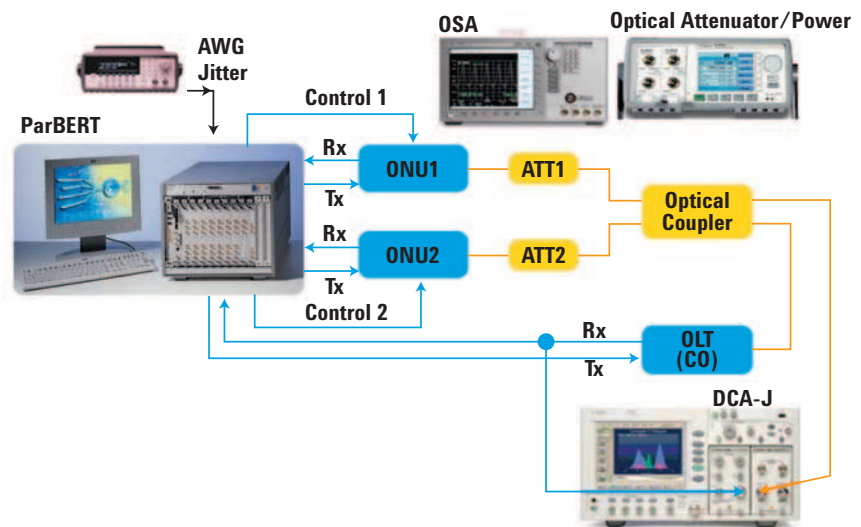 OSA
Optical Attenuator/Power
AWG
Jitter
Control 1
ParBERT
Rx
ONU1
ATT1
Tx
Optical
Coupler
Rx
ONU2
ATT2
Tx
Control 2
Rx
OLT
(CO)
Tx
DCA-J